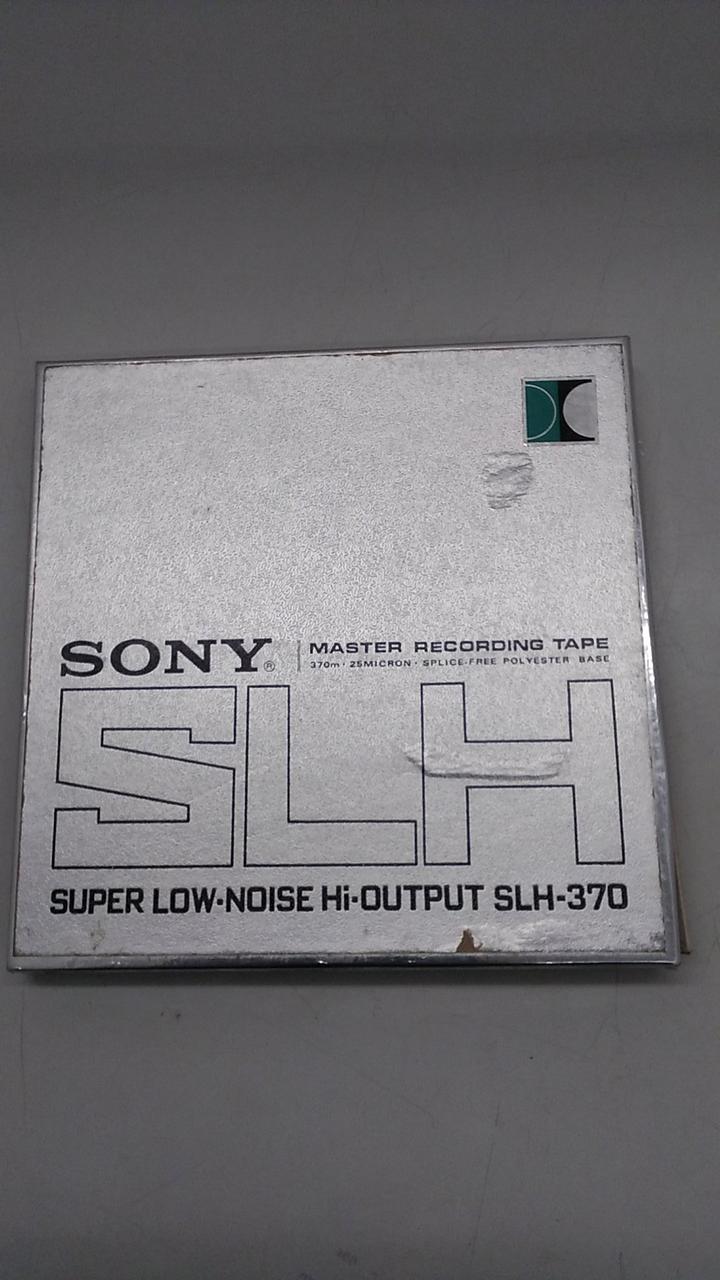 SONY® MASTER RECORDING TAPE
370m · 25MICRON · SPLICE-FREE POLYESTER BASE
SLH
SUPER LOW-NOISE Hi-OUTPUT SLH-370